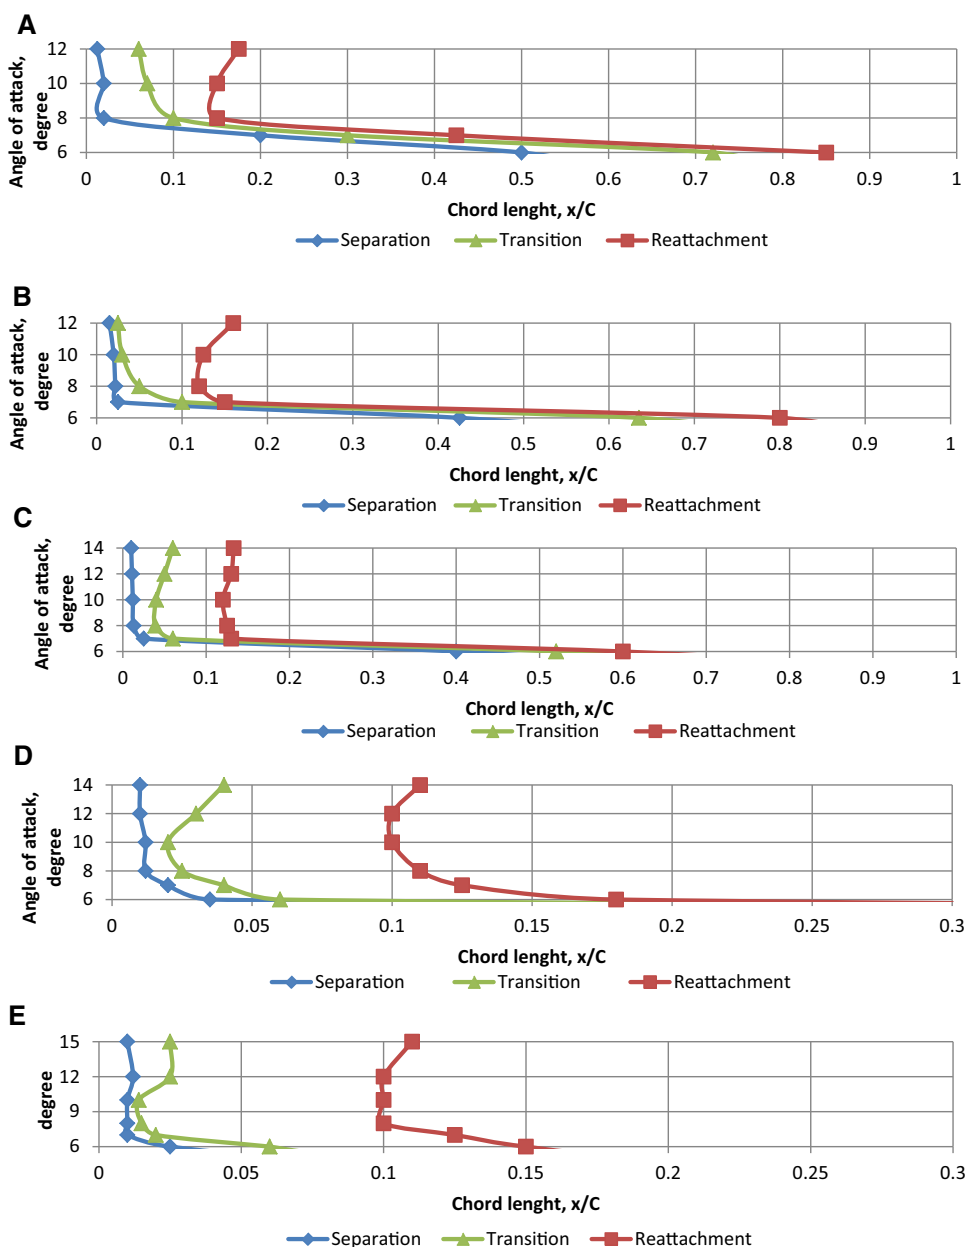 A
Angle of attack,
degree
12
10
8
6
0 0.1 0.2 0.3 0.4 0.5 0.6 0.7 0.8 0.9 1
Chord lenght, x/C
Separation Transition Reattachment
B
Angle of attack,
degree
12
10
8
6
0 0.1 0.2 0.3 0.4 0.5 0.6 0.7 0.8 0.9 1
Chord lenght, x/C
Separation Transition Reattachment
C
Angle of attack,
degree
14
12
10
8
6
0 0.1 0.2 0.3 0.4 0.5 0.6 0.7 0.8 0.9 1
Chord length, x/C
Separation Transition Reattachment
D
Angle of attack,
degree
14
12
10
8
6
0 0.05 0.1 0.15 0.2 0.25 0.3
Chord lenght, x/C
Separation Transition Reattachment
E
degree
15
12
9
6
0 0.05 0.1 0.15 0.2 0.25 0.3
Chord lenght, x/C
Separation Transition Reattachment